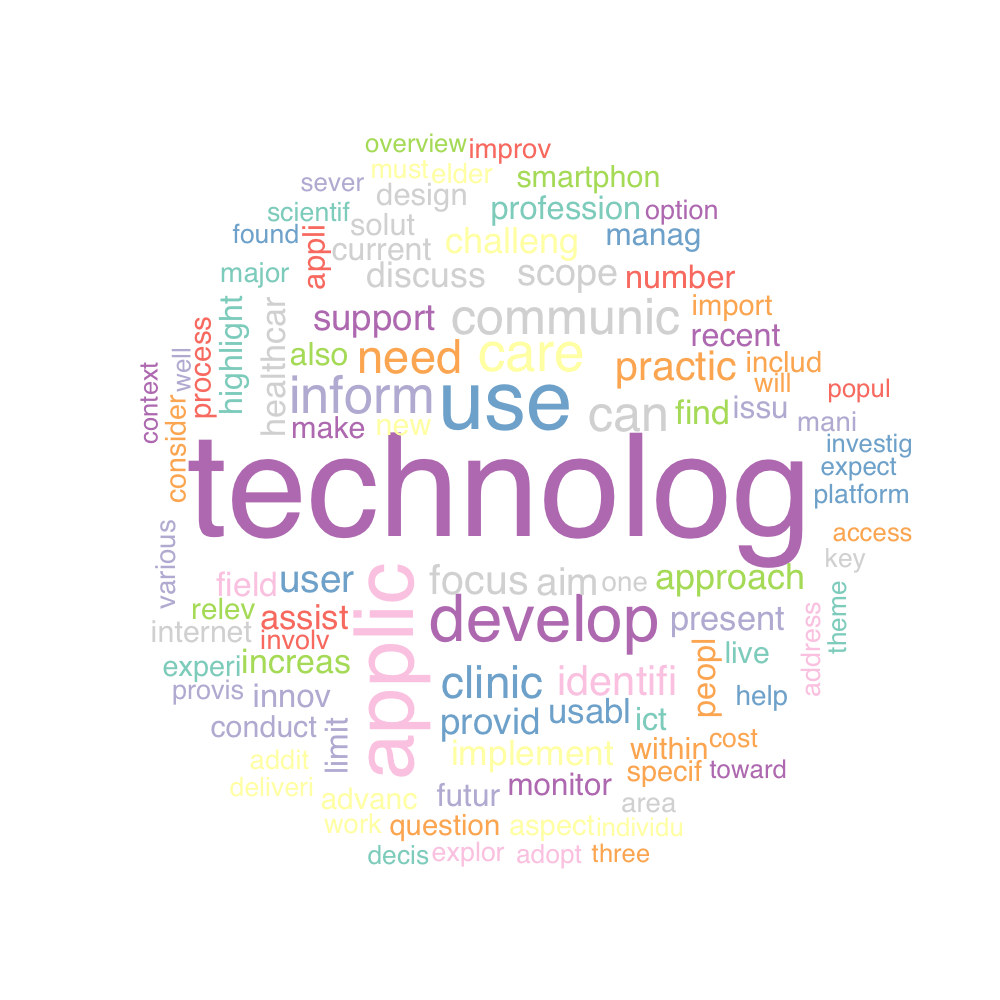 overview improv
must elder
smartphon
sever
design
scientif
profession option
solut
found
appli
current
challeng
manag
major
discuss
scope
number
highlight
healthcar
support
communic
import
recent
process
also
need
care
practic
includ
well
context
inform
use
can
find
issu
will
popul
make
new
mani
consider
technolog
investig
expect
platform
access
key
various
field
user
applic
focus
aim
one
approach
relev
assist
develop
present
address
theme
internet
involv
experi
increas
peopl
live
provis
innov
clinic
identifi
help
conduct
limit
provid
usabl
ict
addit
implement
within
cost
deliveri
monitor
specif
toward
advanc
futur
area
work
question
aspect
individu
decis
explor
adopt
three